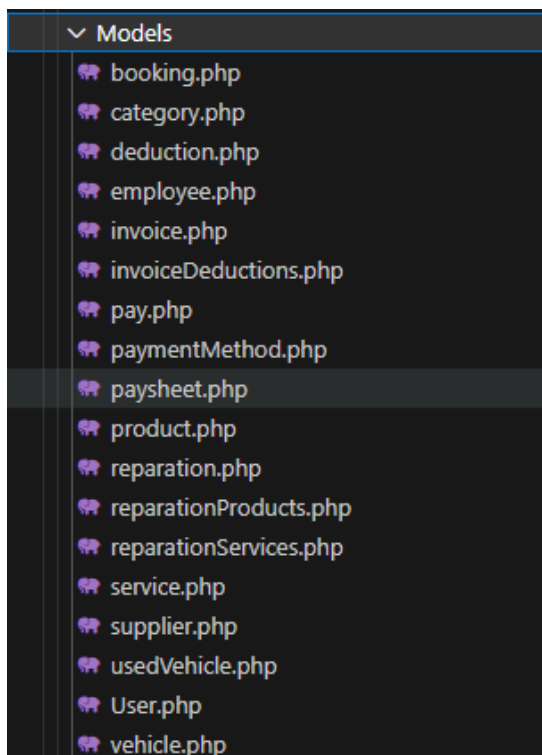 Models
booking.php
category.php
deduction.php
employee.php
invoice.php
invoiceDeductions.php
pay.php
paymentMethod.php
paysheet.php
product.php
reparation.php
reparationProducts.php
reparationServices.php
service.php
supplier.php
usedVehicle.php
User.php
vehicle.php